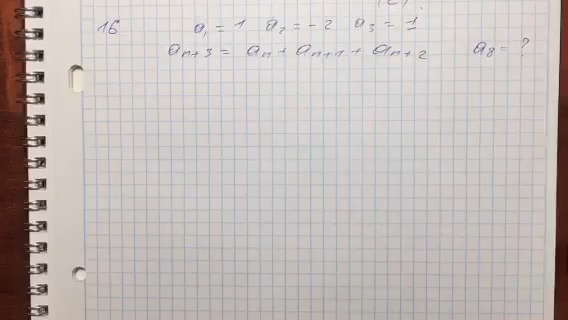 16 a₁ = 1 a₂ = -2 a₃ = 1
aₙ₊₃ = aₙ + aₙ₊₁ + aₙ₊₂ a₈ = ?